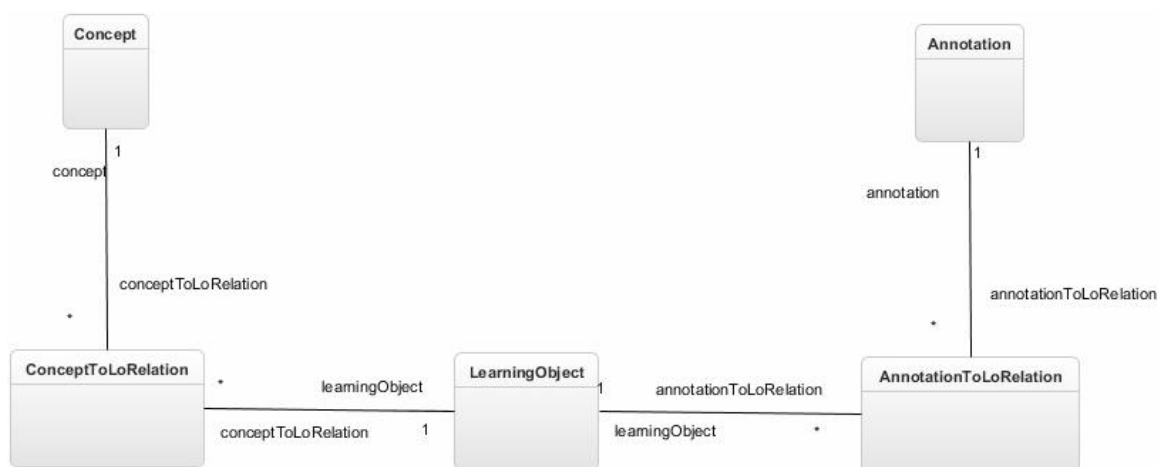 Concept
Annotation
1
concept
1
annotation
conceptToLoRelation
annotationToLoRelation
*
*
ConceptToLoRelation
*
learningObject
LearningObject
1
annotationToLoRelation
AnnotationToLoRelation
conceptToLoRelation
1
learningObject
*